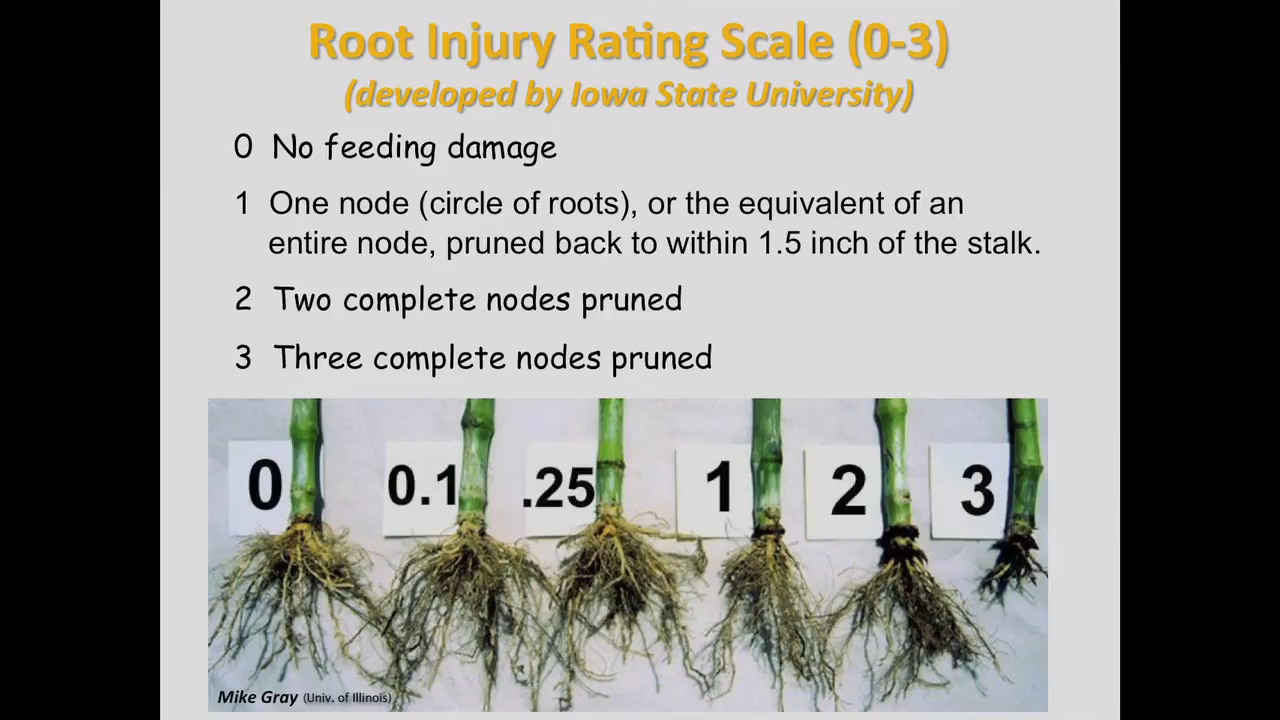 Root Injury Rating Scale (0-3)
(developed by Iowa State University)
0 No feeding damage
1 One node (circle of roots), or the equivalent of an
entire node, pruned back to within 1.5 inch of the stalk.
2 Two complete nodes pruned
3 Three complete nodes pruned
0 0.1 .25 1 2 3
Mike Gray (Univ. of Illinois)